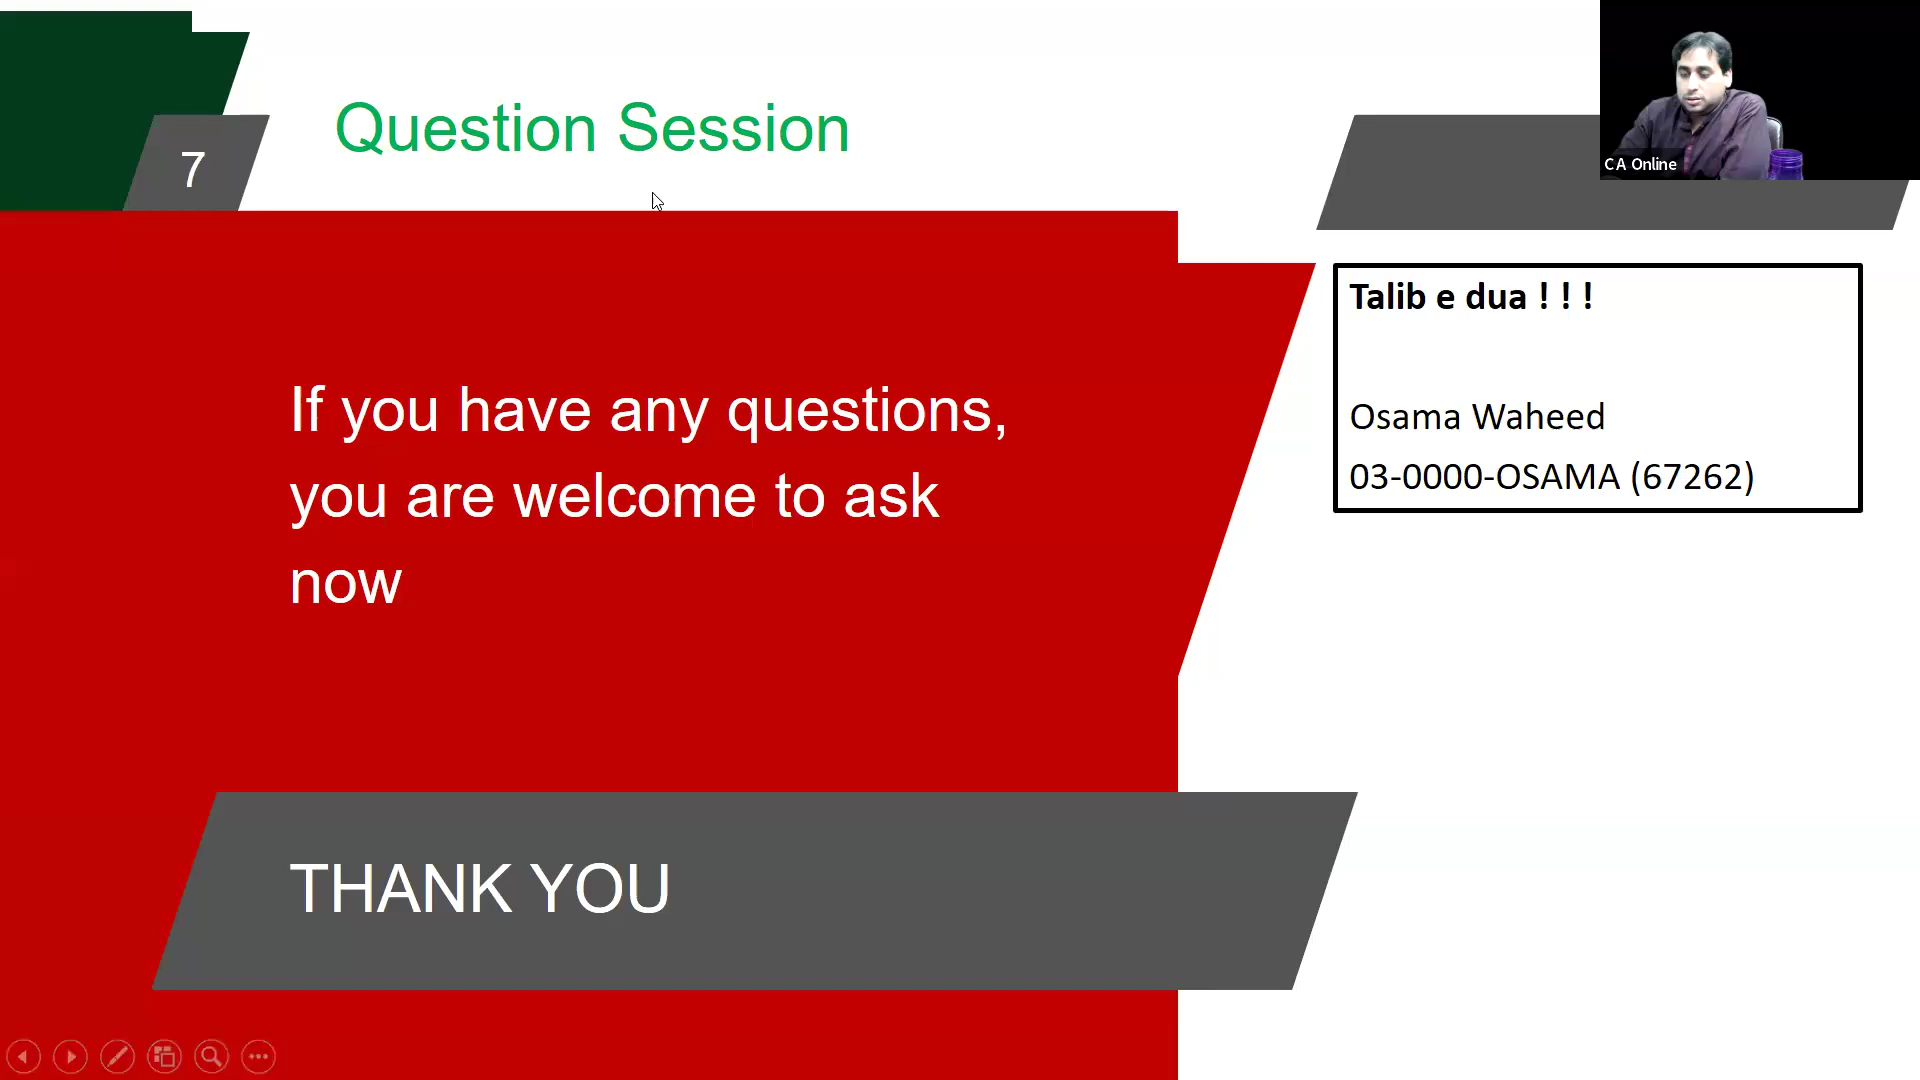 7
Question Session
C A Online
Talib e dua ! ! !
Osama Waheed
03-0000-OSAMA (67262)
If you have any questions,
you are welcome to ask
now
THANK YOU